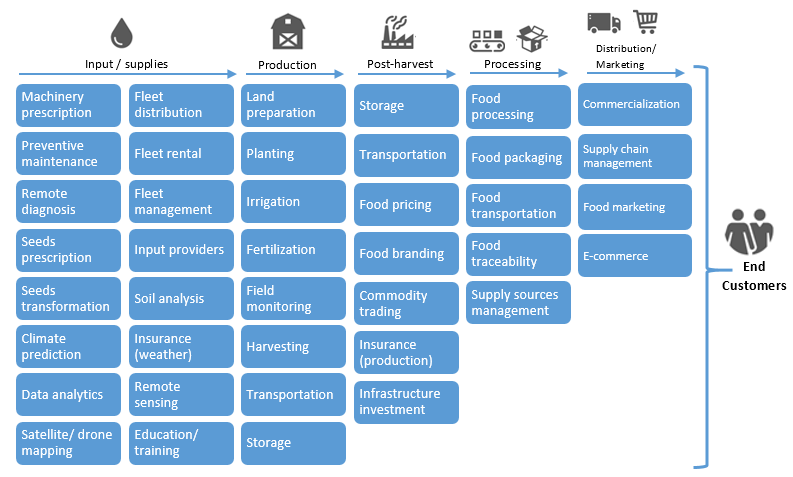 Input / supplies
Production
Post-harvest
Processing
Distribution/
Marketing
Machinery
prescription
Preventive
maintenance
Remote
diagnosis
Seeds
prescription
Seeds
transformation
Climate
prediction
Data analytics
Satellite/ drone
mapping
Fleet
distribution
Fleet rental
Fleet
management
Input providers
Soil analysis
Insurance
(weather)
Remote
sensing
Education/
training
Land
preparation
Planting
Irrigation
Fertilization
Field
monitoring
Harvesting
Transportation
Storage
Storage
Transportation
Food pricing
Food branding
Commodity
trading
Insurance
(production)
Infrastructure
investment
Food
processing
Food packaging
Food
transportation
Food
traceability
Supply sources
management
Commercialization
Supply chain
management
Food marketing
E-commerce
End
Customers